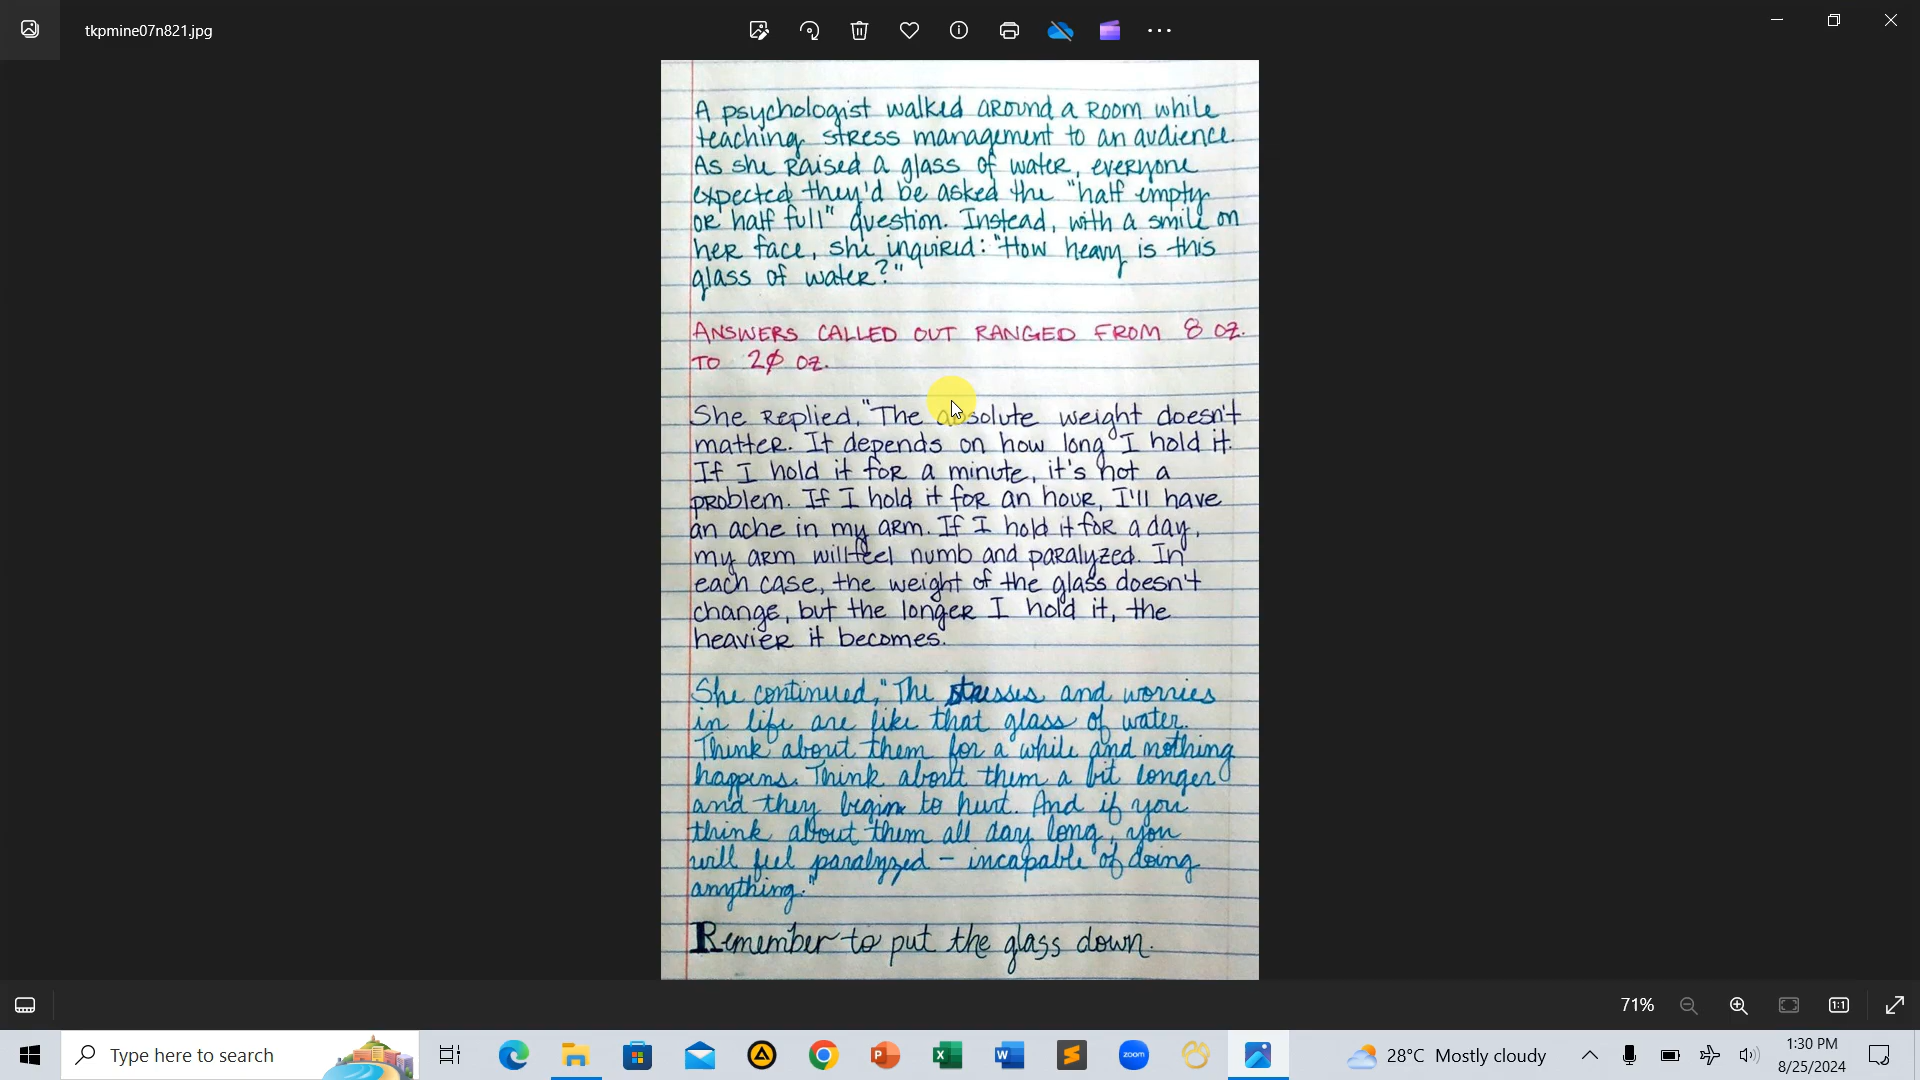 tkpmine07n821.jpg
A psychologist walked around a room while
teaching stress management to an audience.
As she raised a glass of water, everyone
expected they'd be asked the "half empty
or half full" question. Instead, with a smile on
her face, she inquired: "How heavy is this
glass of water?"
ANSWERS CALLED OUT RANGED FROM 8 oz.
TO 20 oz.
She replied, "The absolute weight doesn't
matter. It depends on how long I hold it.
If I hold it for a minute, it's not a
problem. If I hold it for an hour, I'll have
an ache in my arm. If I hold it for a day,
my arm will feel numb and paralyzed. In
each case, the weight of the glass doesn't
change, but the longer I hold it, the
heavier it becomes.
She continued, "The stresses and worries
in life are like that glass of water.
Think about them for a while and nothing
happens. Think about them a bit longer
and they begin to hurt. And if you
think about them all day long, you
will feel paralyzed – incapable of doing
anything."
Remember to put the glass down.
71%
1:1
Type here to search
zoom
28°C Mostly cloudy
1:30 PM
8/25/2024